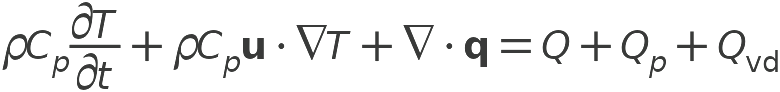 ρC_p ∂T/∂t + ρC_p **u** · ∇T + ∇ · **q** = Q + Q_p + Q_vd